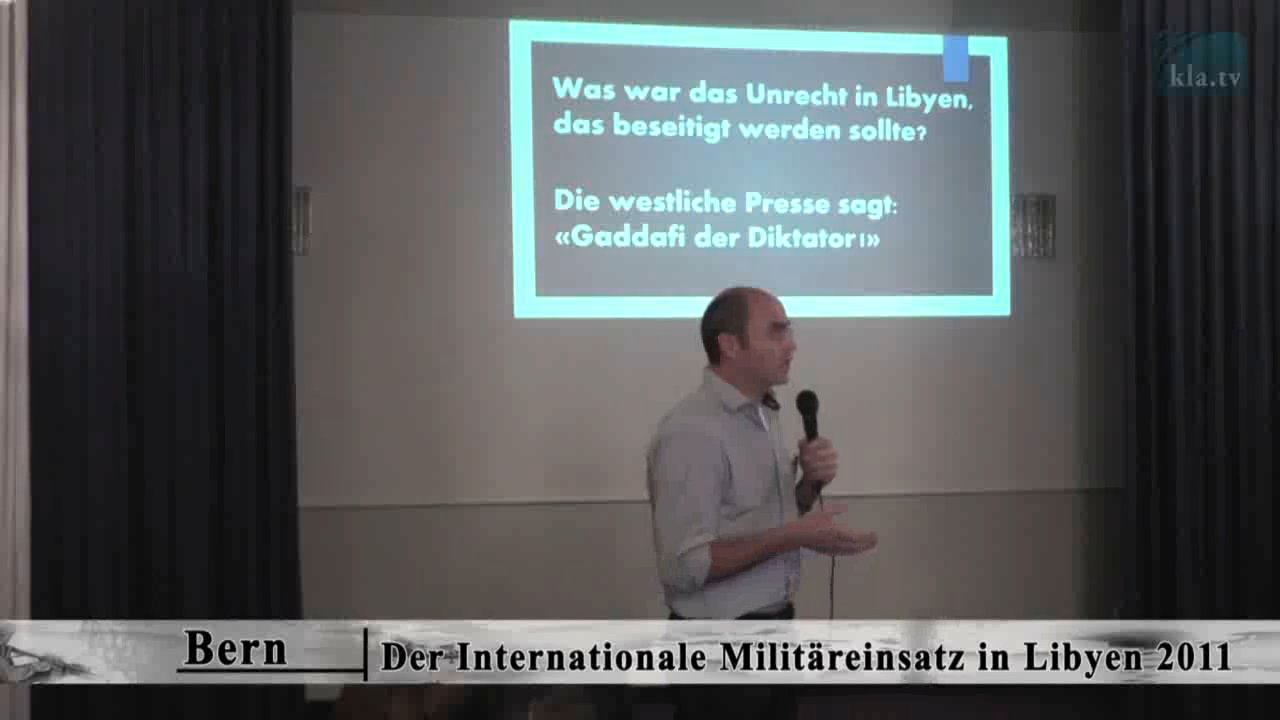 kla.tv
Was war das Unrecht in Libyen,
das beseitigt werden sollte?
Die westliche Presse sagt:
«Gaddafi der Diktator!»
Bern
Der Internationale Militäreinsatz in Libyen 2011